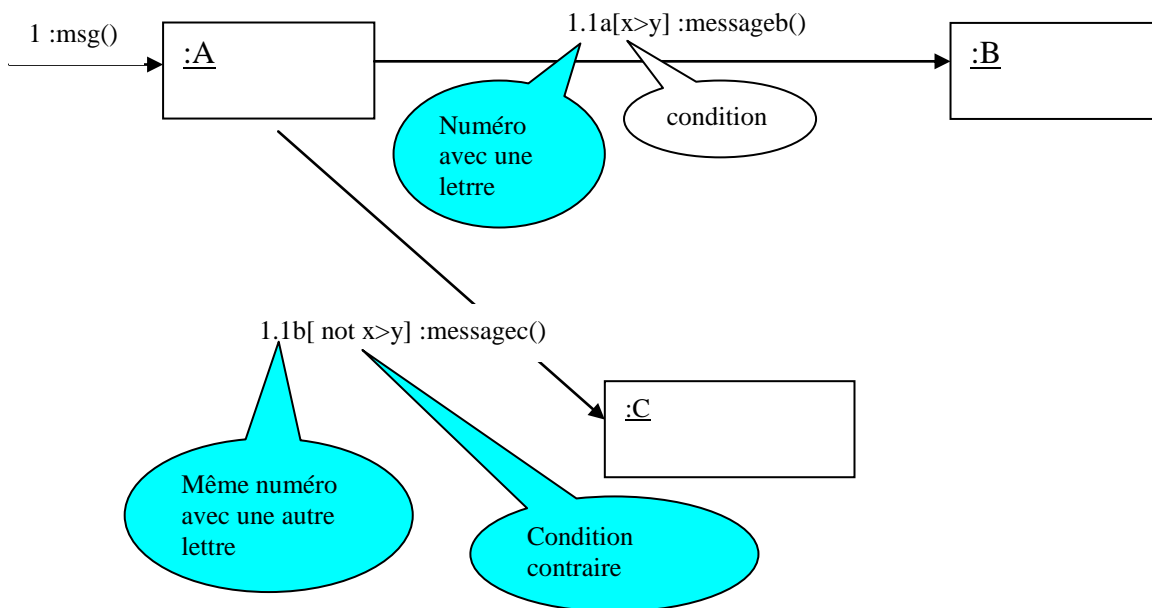 1 :msg()
1.1a[x>y] :messageb()
:A
:B
Numéro
avec une
letrre
condition
1.1b[ not x>y] :messagec()
:C
Même numéro
avec une autre
lettre
Condition
contraire